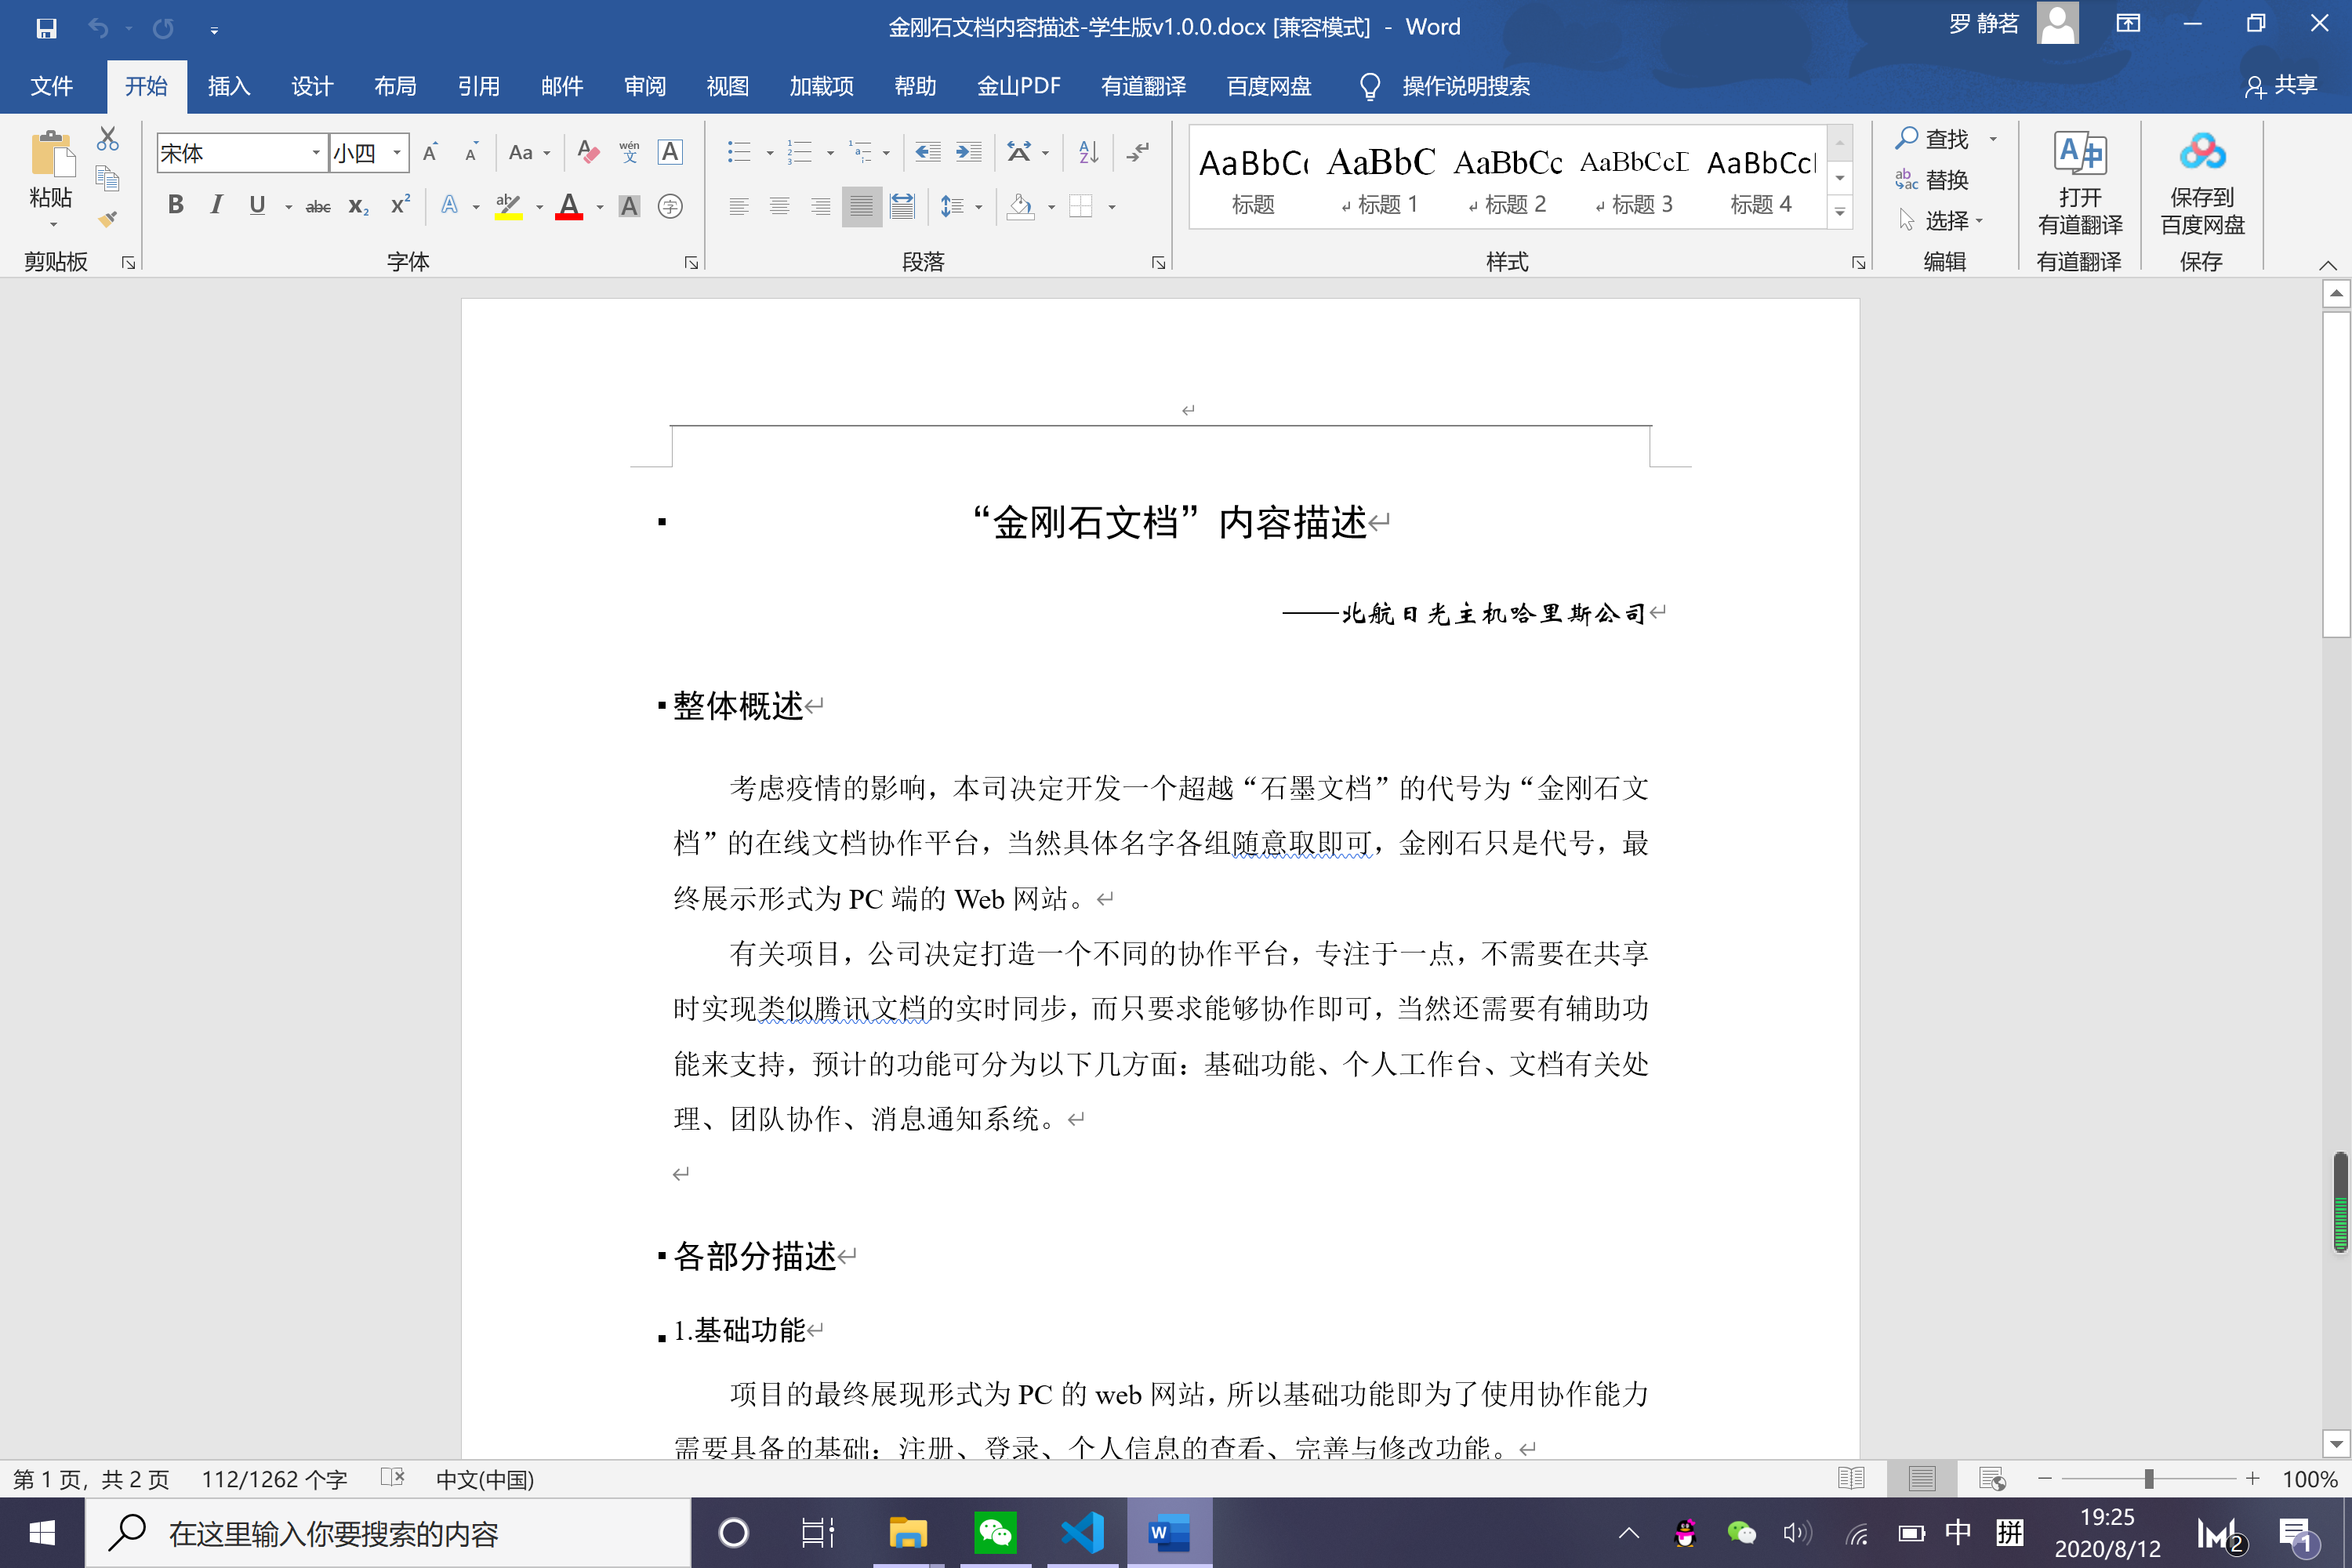 金刚石文档内容描述-学生版v1.0.0.docx [兼容模式] - Word
罗 静茗
文件 开始 插入 设计 布局 引用 邮件 审阅 视图 加载项 帮助 金山PDF 有道翻译 百度网盘 操作说明搜索 共享
粘贴
剪贴板
宋体 小四
字体
段落
AaBbCc AaBbC AaBbCc AaBbCcD AaBbCcI
标题 标题 1 标题 2 标题 3 标题 4
样式
查找
替换
选择
编辑
打开
有道翻译
有道翻译
保存到
百度网盘
保存
“金刚石文档”内容描述
——北航日光主机哈里斯公司
整体概述
考虑疫情的影响，本司决定开发一个超越“石墨文档”的代号为“金刚石文
档”的在线文档协作平台，当然具体名字各组随意取即可，金刚石只是代号，最
终展示形式为 PC 端的 Web 网站。
有关项目，公司决定打造一个不同的协作平台，专注于一点，不需要在共享
时实现类似腾讯文档的实时同步，而只要求能够协作即可，当然还需要有辅助功
能来支持，预计的功能可分为以下几方面：基础功能、个人工作台、文档有关处
理、团队协作、消息通知系统。
各部分描述
1.基础功能
项目的最终展现形式为 PC 的 web 网站，所以基础功能即为了使用协作能力
需要具备的基础：注册、登录、个人信息的查看、完善与修改功能。
第 1 页，共 2 页 112/1262 个字 中文(中国) 100%
在这里输入你要搜索的内容
中 拼
19:25
2020/8/12
2
1